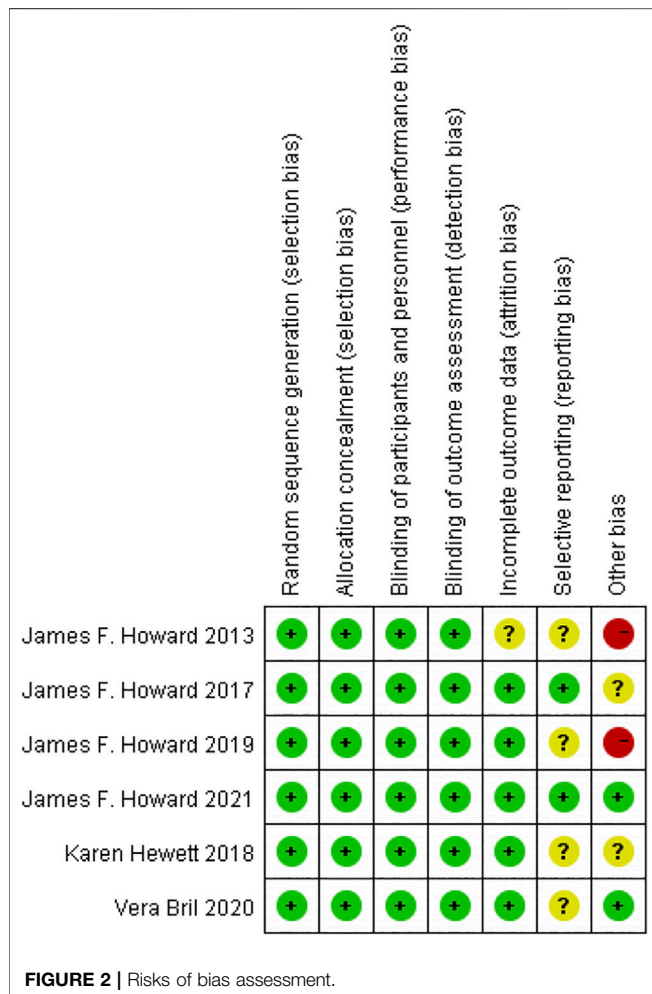 Random sequence generation (selection bias)
Allocation concealment (selection bias)
Blinding of participants and personnel (performance bias)
Blinding of outcome assessment (detection bias)
Incomplete outcome data (attrition bias)
Selective reporting (reporting bias)
Other bias
James F. Howard 2013 + + + + ? ? -
James F. Howard 2017 + + + + + + ?
James F. Howard 2019 + + + + + ? -
James F. Howard 2021 + + + + + + +
Karen Hewett 2018 + + + + + ? ?
Vera Bril 2020 + + + + + ? +
FIGURE 2 | Risks of bias assessment.